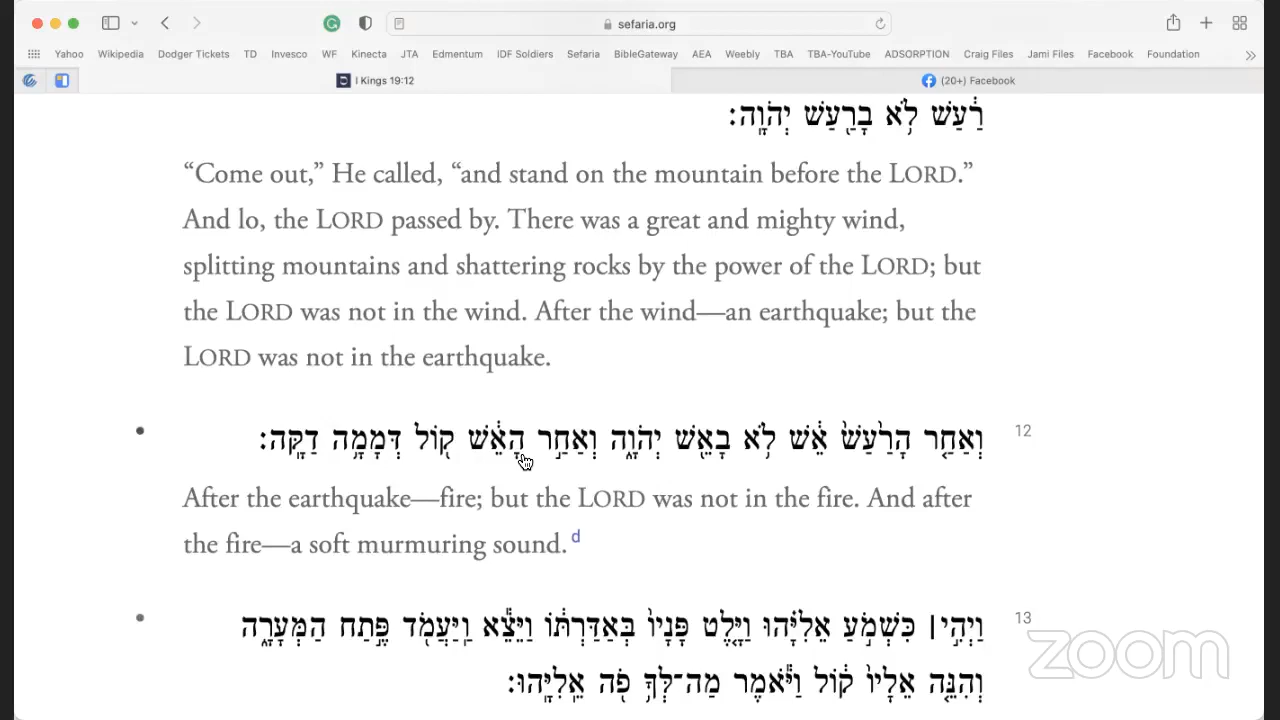 sefaria.org
Yahoo Wikipedia Dodger Tickets TD Invesco WF Kinecta JTA Edmentum IDF Soldiers Sefaria BibleGateway AEA Weebly TBA TBA-YouTube ADSORPTION Craig Files Jami Files Facebook Foundation
I Kings 19:12 (20+) Facebook
רַ֔עַשׁ לֹ֥א בָרַ֖עַשׁ יְהֹוָֽה׃
“Come out,” He called, “and stand on the mountain before the LORD.”
And lo, the LORD passed by. There was a great and mighty wind,
splitting mountains and shattering rocks by the power of the LORD; but
the LORD was not in the wind. After the wind—an earthquake; but the
LORD was not in the earthquake.
12
וְאַחַ֤ר הָרַ֙עַשׁ֙ אֵ֔שׁ לֹ֥א בָאֵ֖שׁ יְהֹוָ֑ה וְאַחַ֣ר הָאֵ֔שׁ ק֖וֹל דְּמָמָ֥ה דַקָּֽה׃
After the earthquake—fire; but the LORD was not in the fire. And after
the fire—a soft murmuring sound. d
13
וַיְהִ֣י ׀ כִּשְׁמֹ֣עַ אֵלִיָּ֗הוּ וַיָּ֤לֶט פָּנָיו֙ בְּאַדַּרְתּ֔וֹ וַיֵּצֵ֕א וַֽיַּעֲמֹ֖ד פֶּ֣תַח הַמְּעָרָ֑ה
וְהִנֵּ֤ה אֵלָיו֙ ק֔וֹל וַיֹּ֕אמֶר מַה־לְּךָ֥ פֹ֖ה אֵלִיָּֽהוּ׃
zoom